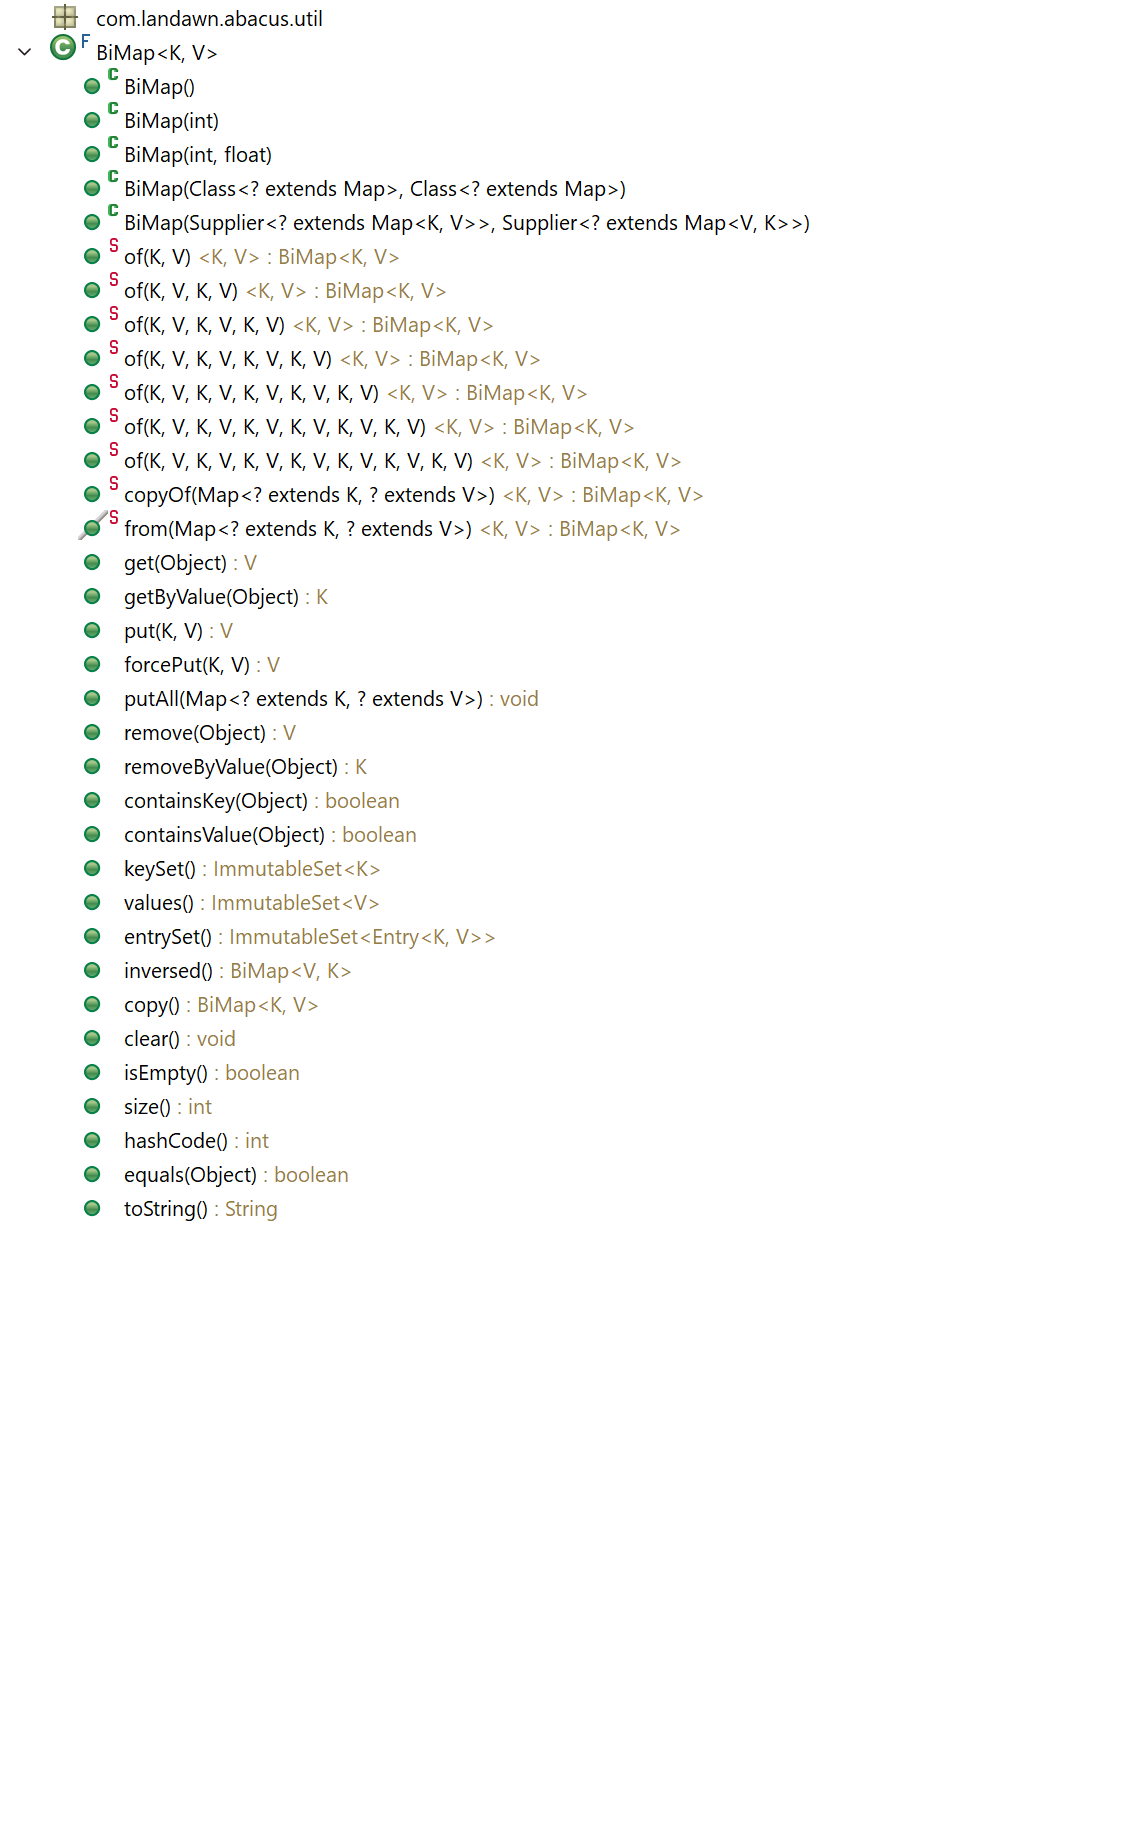 com.landawn.abacus.util
BiMap<K, V>
BiMap()
BiMap(int)
BiMap(int, float)
BiMap(Class<? extends Map>, Class<? extends Map>)
BiMap(Supplier<? extends Map<K, V>>, Supplier<? extends Map<V, K>>)
of(K, V) <K, V> : BiMap<K, V>
of(K, V, K, V) <K, V> : BiMap<K, V>
of(K, V, K, V, K, V) <K, V> : BiMap<K, V>
of(K, V, K, V, K, V, K, V) <K, V> : BiMap<K, V>
of(K, V, K, V, K, V, K, V, K, V) <K, V> : BiMap<K, V>
of(K, V, K, V, K, V, K, V, K, V, K, V) <K, V> : BiMap<K, V>
of(K, V, K, V, K, V, K, V, K, V, K, V, K, V) <K, V> : BiMap<K, V>
copyOf(Map<? extends K, ? extends V>) <K, V> : BiMap<K, V>
from(Map<? extends K, ? extends V>) <K, V> : BiMap<K, V>
get(Object) : V
getByValue(Object) : K
put(K, V) : V
forcePut(K, V) : V
putAll(Map<? extends K, ? extends V>) : void
remove(Object) : V
removeByValue(Object) : K
containsKey(Object) : boolean
containsValue(Object) : boolean
keySet() : ImmutableSet<K>
values() : ImmutableSet<V>
entrySet() : ImmutableSet<Entry<K, V>>
inversed() : BiMap<V, K>
copy() : BiMap<K, V>
clear() : void
isEmpty() : boolean
size() : int
hashCode() : int
equals(Object) : boolean
toString() : String